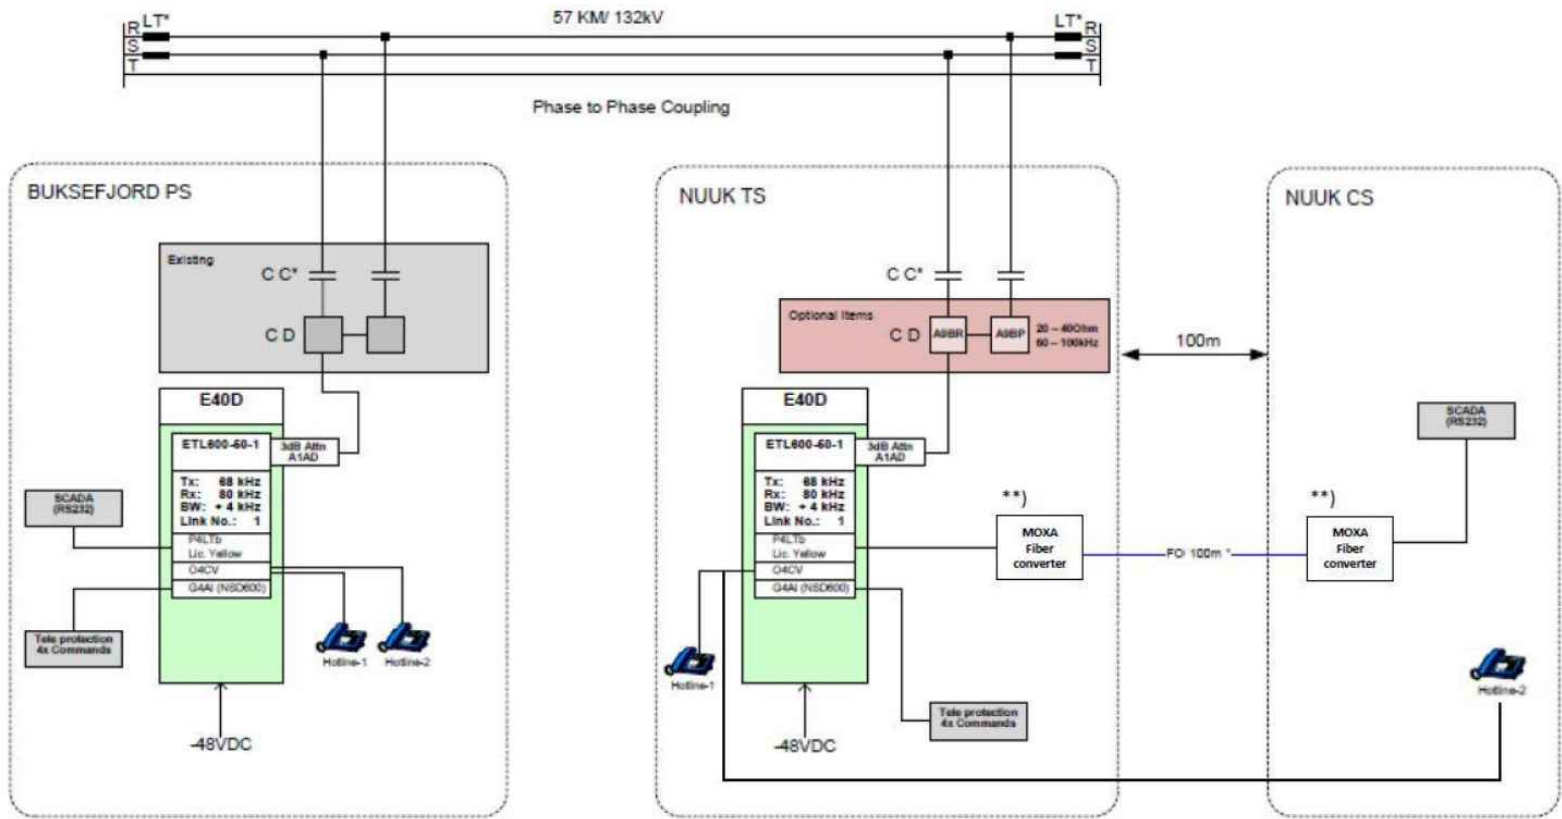 57 KM/ 132kV
LT*
R
S
T
LT*
R
S
T
Phase to Phase Coupling
BUKSEFJORD PS
Existing
C C*
C D
E40D
ETL600-60-1
3dB Attn
A1AD
Tx: 68 kHz
Rx: 80 kHz
BW: + 4 kHz
Link No.: 1
P4LTb
Lic. Yellow
O4CV
G4AI (NSD600)
SCADA
(RS232)
Tele protection
4x Commands
Hotline-1
Hotline-2
-48VDC
NUUK TS
C C*
Optional Items
C D
A9BR
A9BP
20 – 40Ohm
60 – 100kHz
E40D
ETL600-60-1
3dB Attn
A1AD
Tx: 68 kHz
Rx: 80 kHz
BW: + 4 kHz
Link No.: 1
P4LTb
Lic. Yellow
O4CV
G4AI (NSD600)
**)
MOXA
Fiber
converter
Hotline-1
Tele protection
4x Commands
-48VDC
100m
FO/ 100m *
NUUK CS
SCADA
(RS232)
**)
MOXA
Fiber
converter
Hotline-2